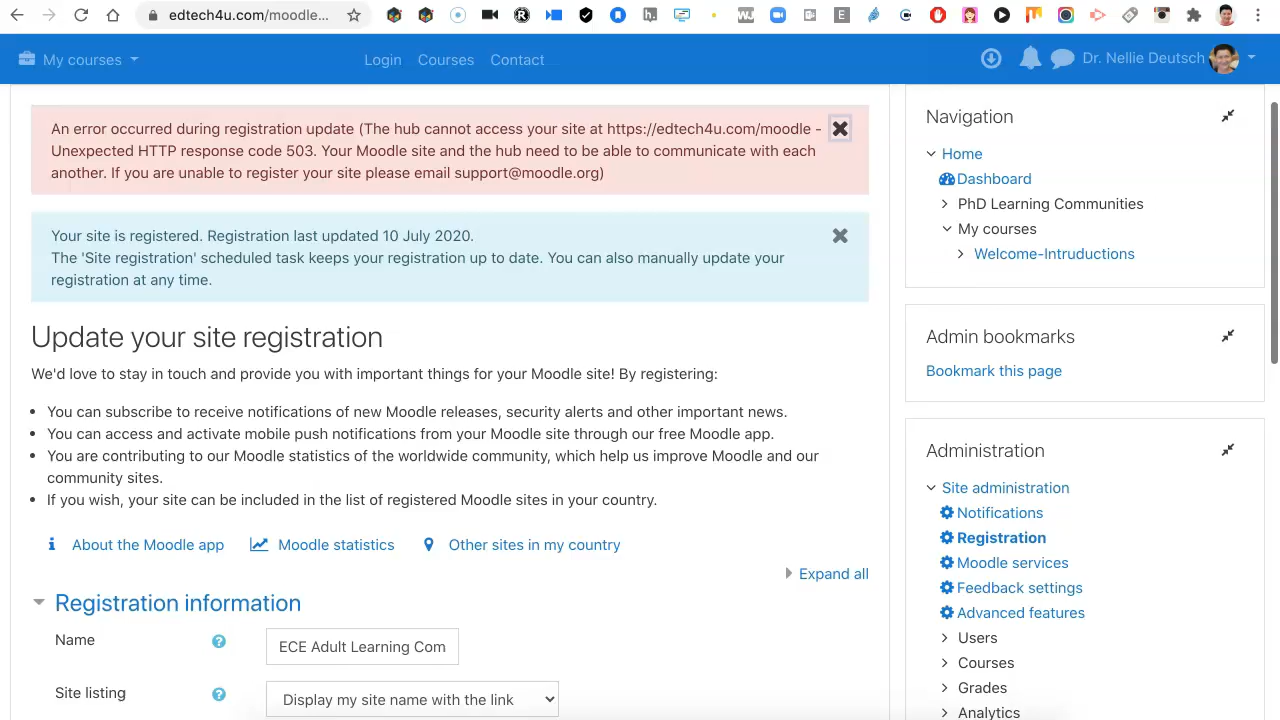 edtech4u.com/moodle...
My courses
Login
Courses
Contact
Dr. Nellie Deutsch
An error occurred during registration update (The hub cannot access your site at https://edtech4u.com/moodle -
Unexpected HTTP response code 503. Your Moodle site and the hub need to be able to communicate with each
another. If you are unable to register your site please email support@moodle.org)
Your site is registered. Registration last updated 10 July 2020.
The 'Site registration' scheduled task keeps your registration up to date. You can also manually update your
registration at any time.
Update your site registration
We'd love to stay in touch and provide you with important things for your Moodle site! By registering:
You can subscribe to receive notifications of new Moodle releases, security alerts and other important news.
You can access and activate mobile push notifications from your Moodle site through our free Moodle app.
You are contributing to our Moodle statistics of the worldwide community, which help us improve Moodle and our
community sites.
If you wish, your site can be included in the list of registered Moodle sites in your country.
About the Moodle app
Moodle statistics
Other sites in my country
Expand all
Registration information
Name
ECE Adult Learning Com
Site listing
Display my site name with the link
Navigation
Home
Dashboard
PhD Learning Communities
My courses
Welcome-Intruductions
Admin bookmarks
Bookmark this page
Administration
Site administration
Notifications
Registration
Moodle services
Feedback settings
Advanced features
Users
Courses
Grades
Analytics